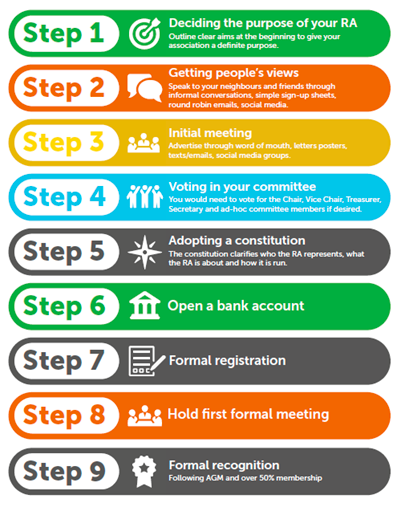 Step 1
Deciding the purpose of your RA
Outline clear aims at the beginning to give your
association a definite purpose.
Step 2
Getting people's views
Speak to your neighbours and friends through
informal conversations, simple sign-up sheets,
round robin emails, social media.
Step 3
Initial meeting
Advertise through word of mouth, letters posters,
texts/emails, social media groups.
Step 4
Voting in your committee
You would need to vote for the Chair, Vice Chair, Treasurer,
Secretary and ad-hoc committee members if desired.
Step 5
Adopting a constitution
The constitution clarifies who the RA represents, what
the RA is about and how it is run.
Step 6
Open a bank account
Step 7
Formal registration
Step 8
Hold first formal meeting
Step 9
Formal recognition
Following AGM and over 50% membership